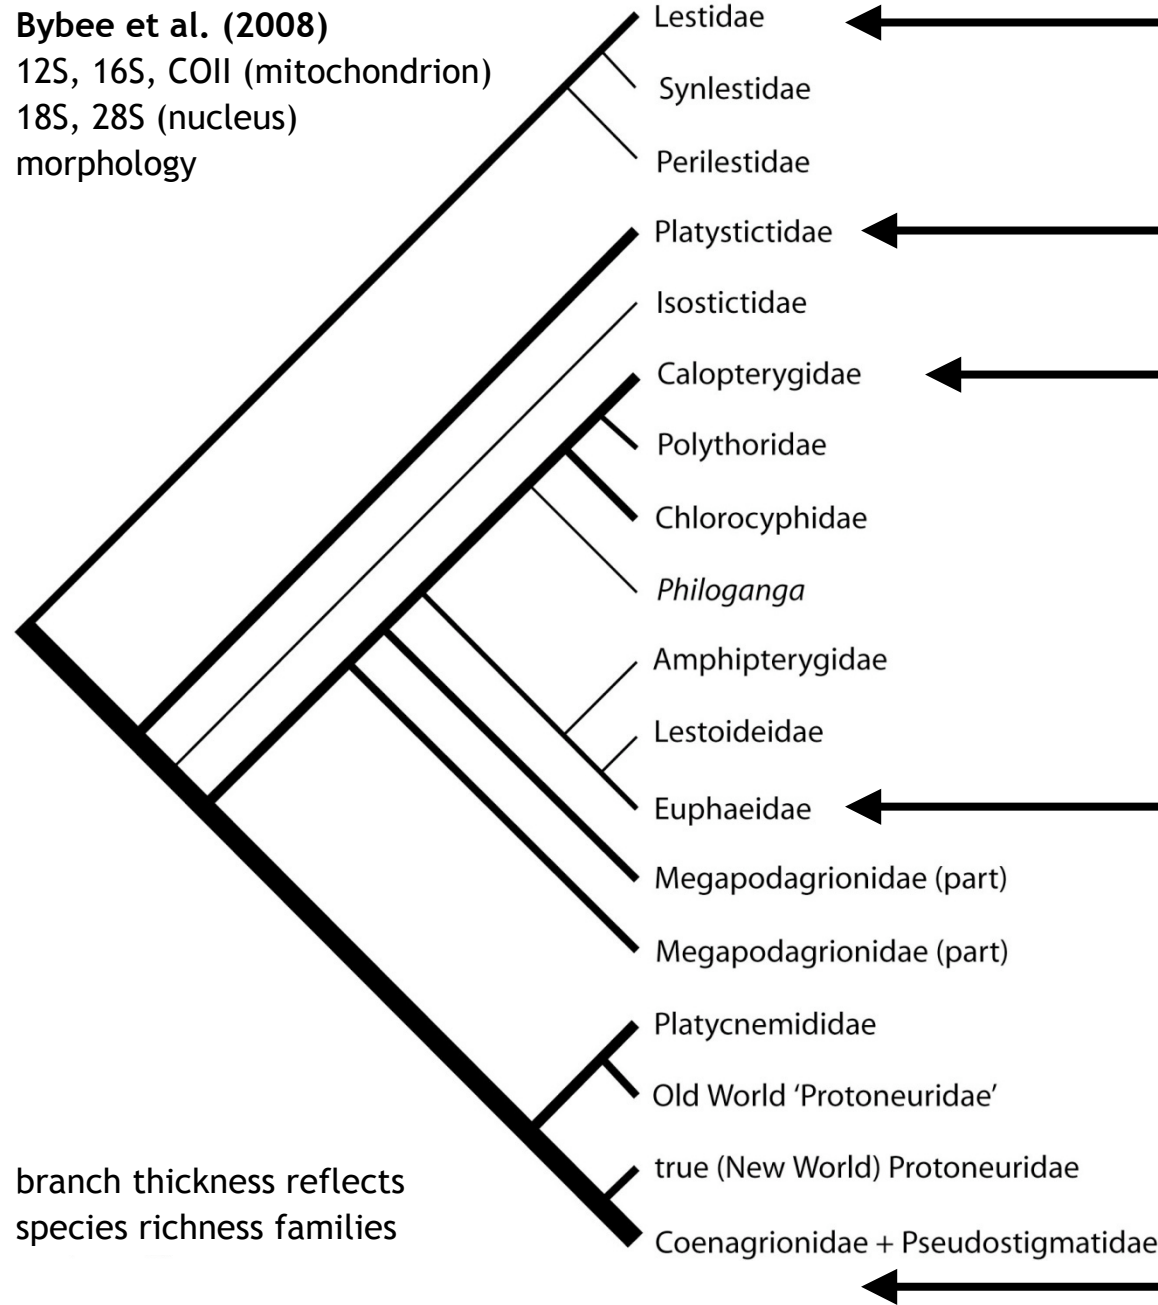 Bybee et al. (2008)
12S, 16S, COII (mitochondrion)
18S, 28S (nucleus)
morphology
Lestidae
Synlestidae
Perilestidae
Platystictidae
Isostictidae
Calopterygidae
Polythoridae
Chlorocyphidae
Philoganga
Amphipterygidae
Lestoideidae
Euphaeidae
Megapodagrionidae (part)
Megapodagrionidae (part)
Platycnemididae
Old World ‘Protoneuridae’
true (New World) Protoneuridae
Coenagrionidae + Pseudostigmatidae
branch thickness reflects
species richness families